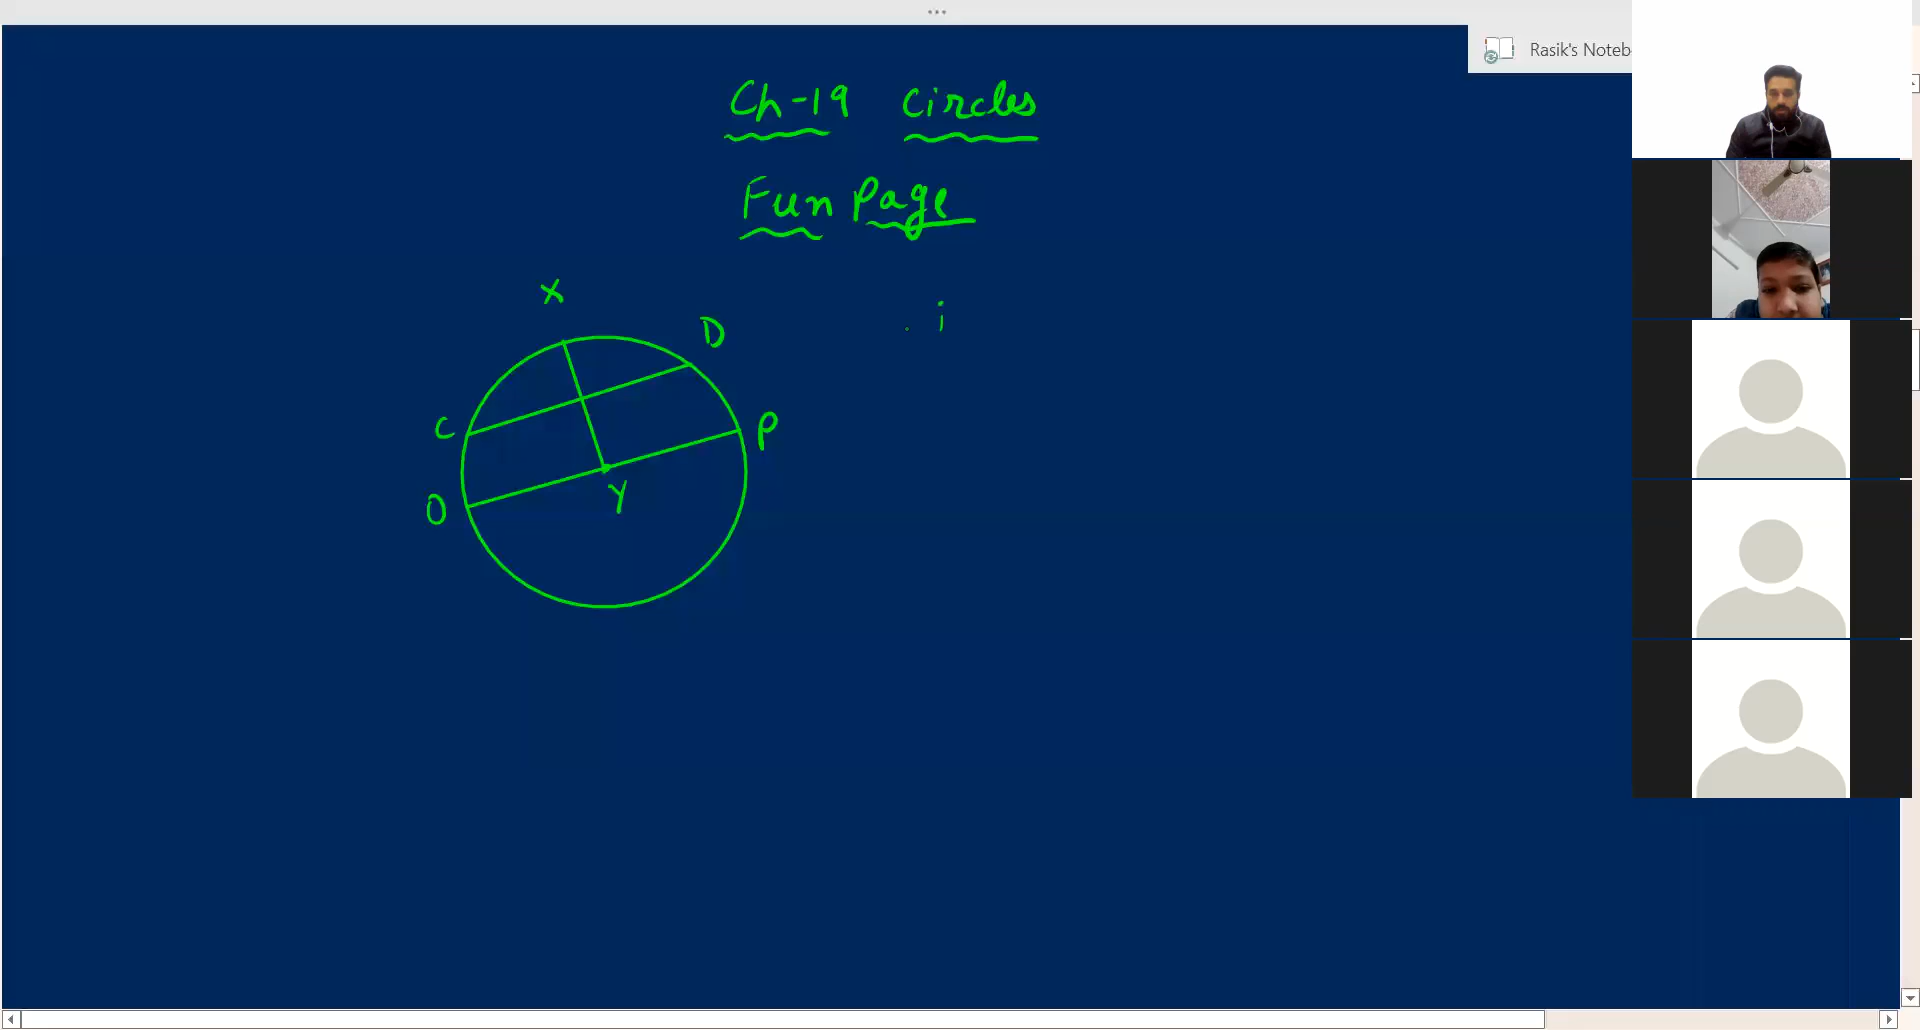 Rasik's Noteb
Ch-19 Circles
Fun Page
X
D
C
P
Y
O
i